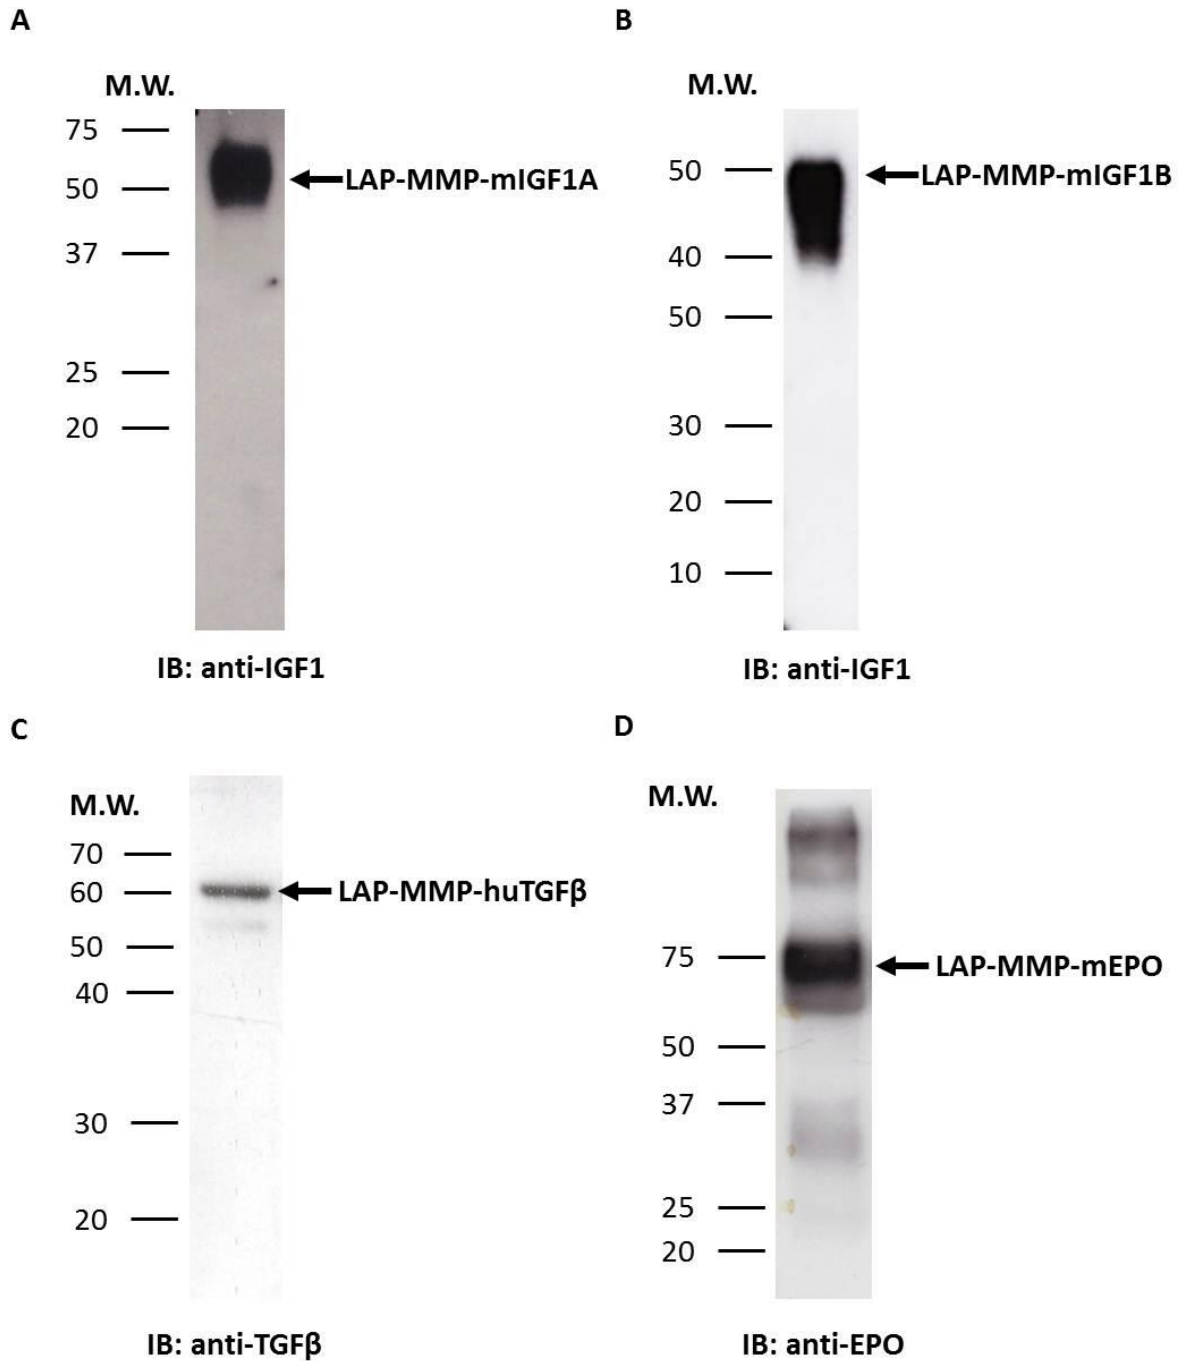 A
M.W.
75
50
37
25
20
LAP-MMP-mIGF1A
IB: anti-IGF1
B
M.W.
50
40
50
30
20
10
LAP-MMP-mIGF1B
IB: anti-IGF1
C
M.W.
70
60
50
40
30
20
LAP-MMP-huTGFβ
IB: anti-TGFβ
D
M.W.
75
50
37
25
20
LAP-MMP-mEPO
IB: anti-EPO